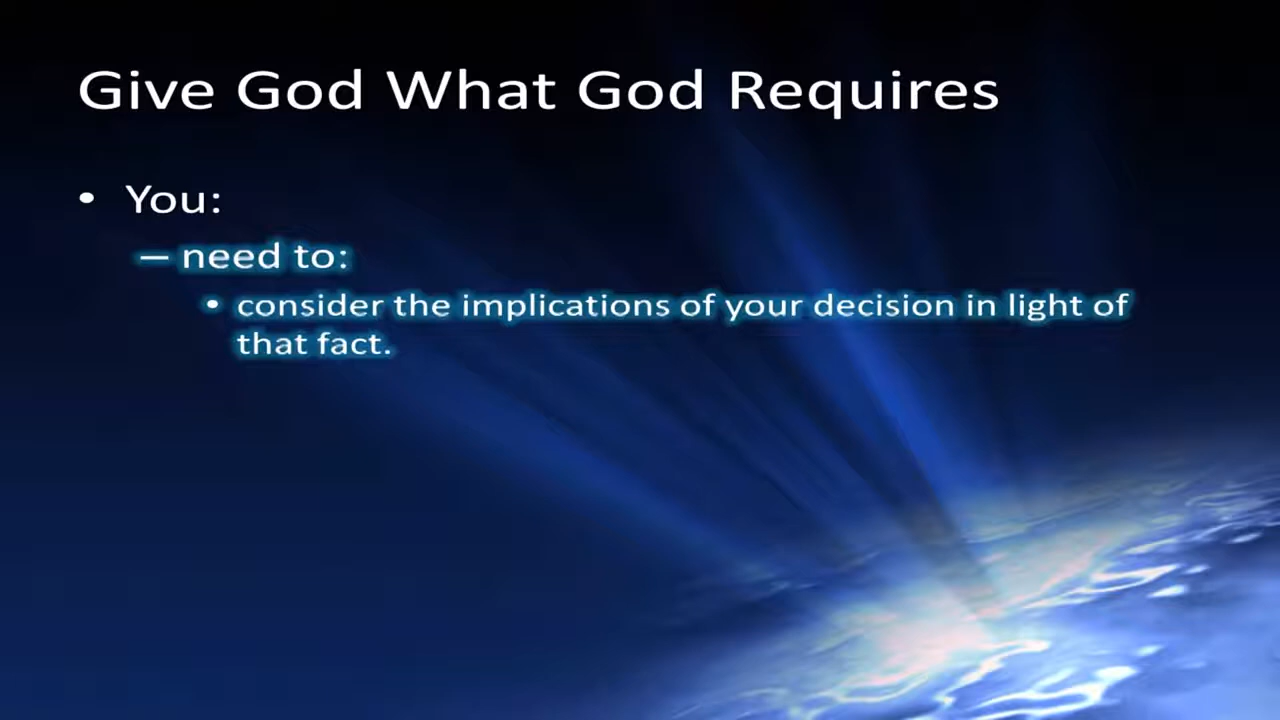 Give God What God Requires
• You:
– need to:
• consider the implications of your decision in light of
that fact.